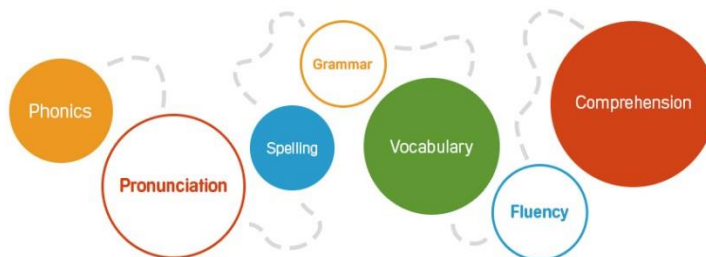 Phonics
Pronunciation
Spelling
Grammar
Vocabulary
Fluency
Comprehension